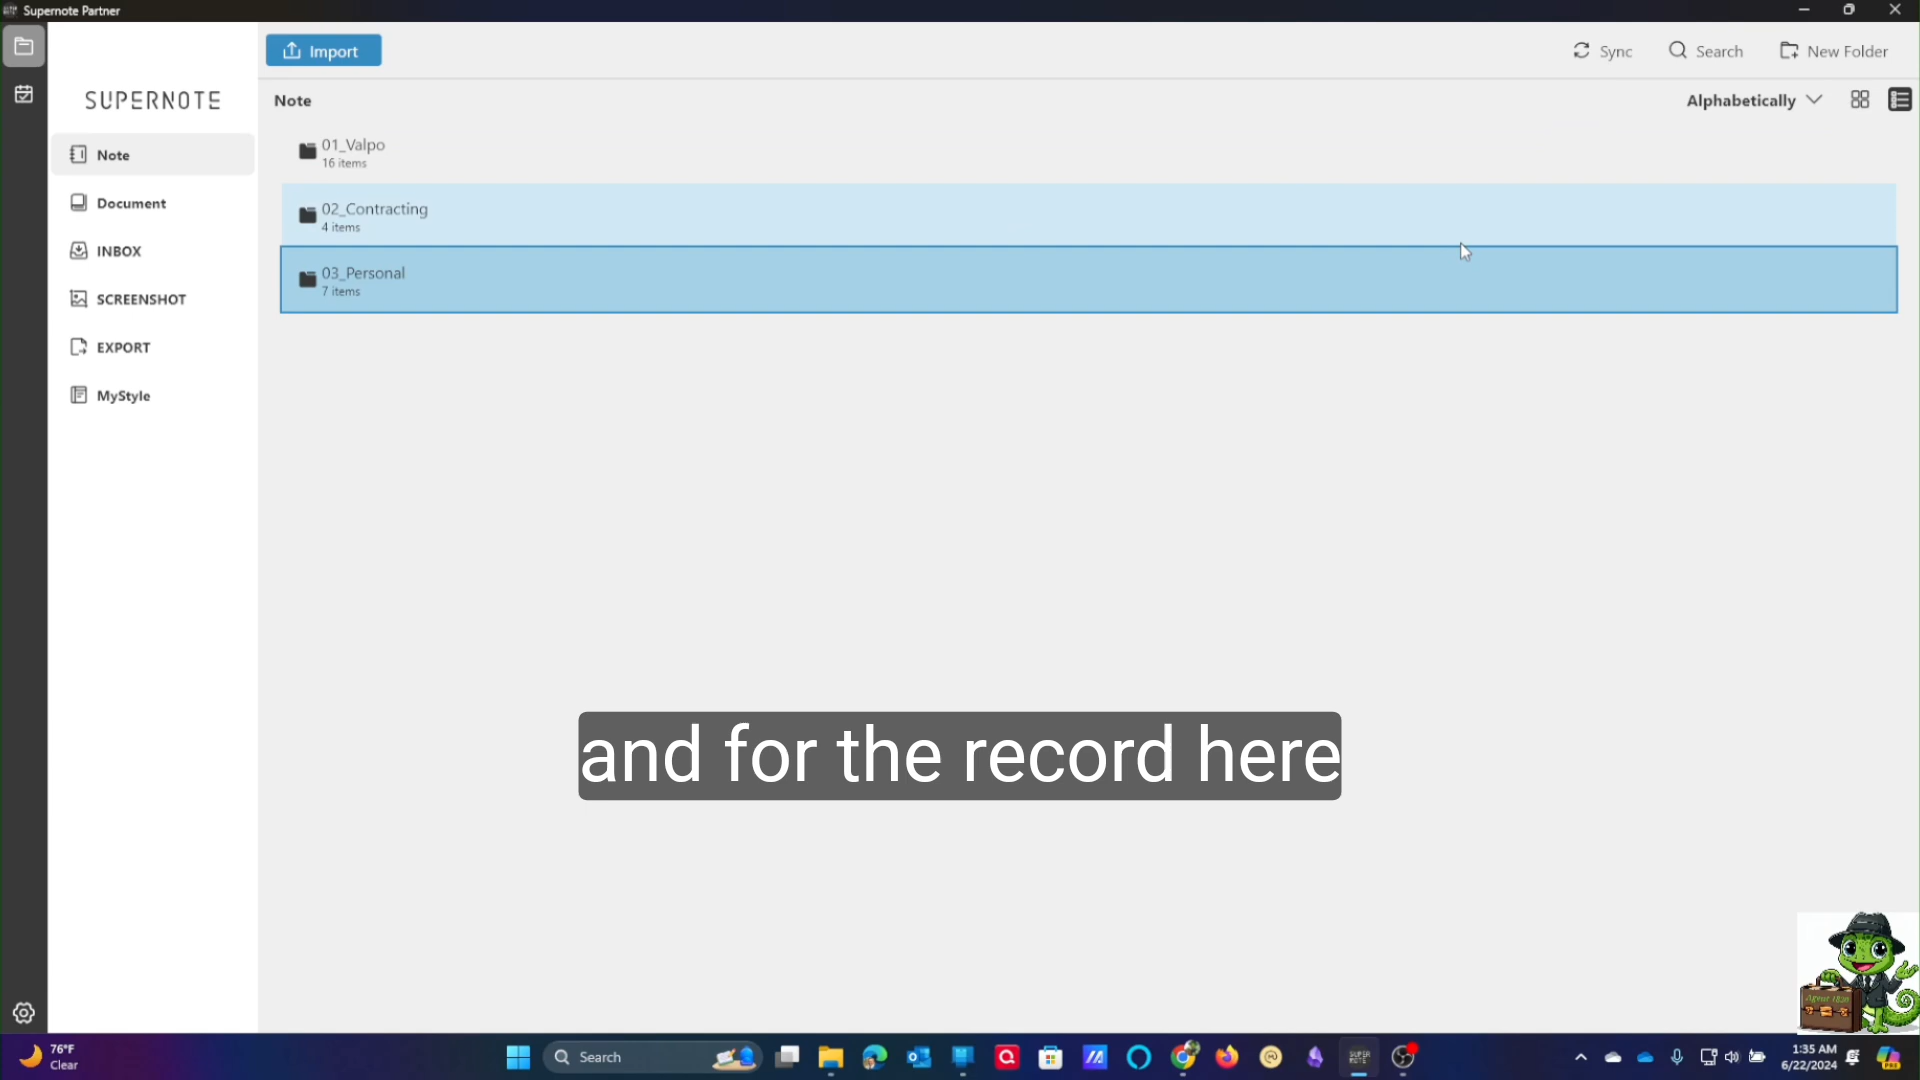 Supernote Partner
Import
Sync
Search
New Folder
SUPERNOTE
Note
Alphabetically
01_Valpo
16 items
Note
02_Contracting
4 items
Document
INBOX
03_Personal
7 items
SCREENSHOT
EXPORT
MyStyle
and for the record here
76°F
Clear
Search
SUPER
NOTE
1:35 AM
6/22/2024